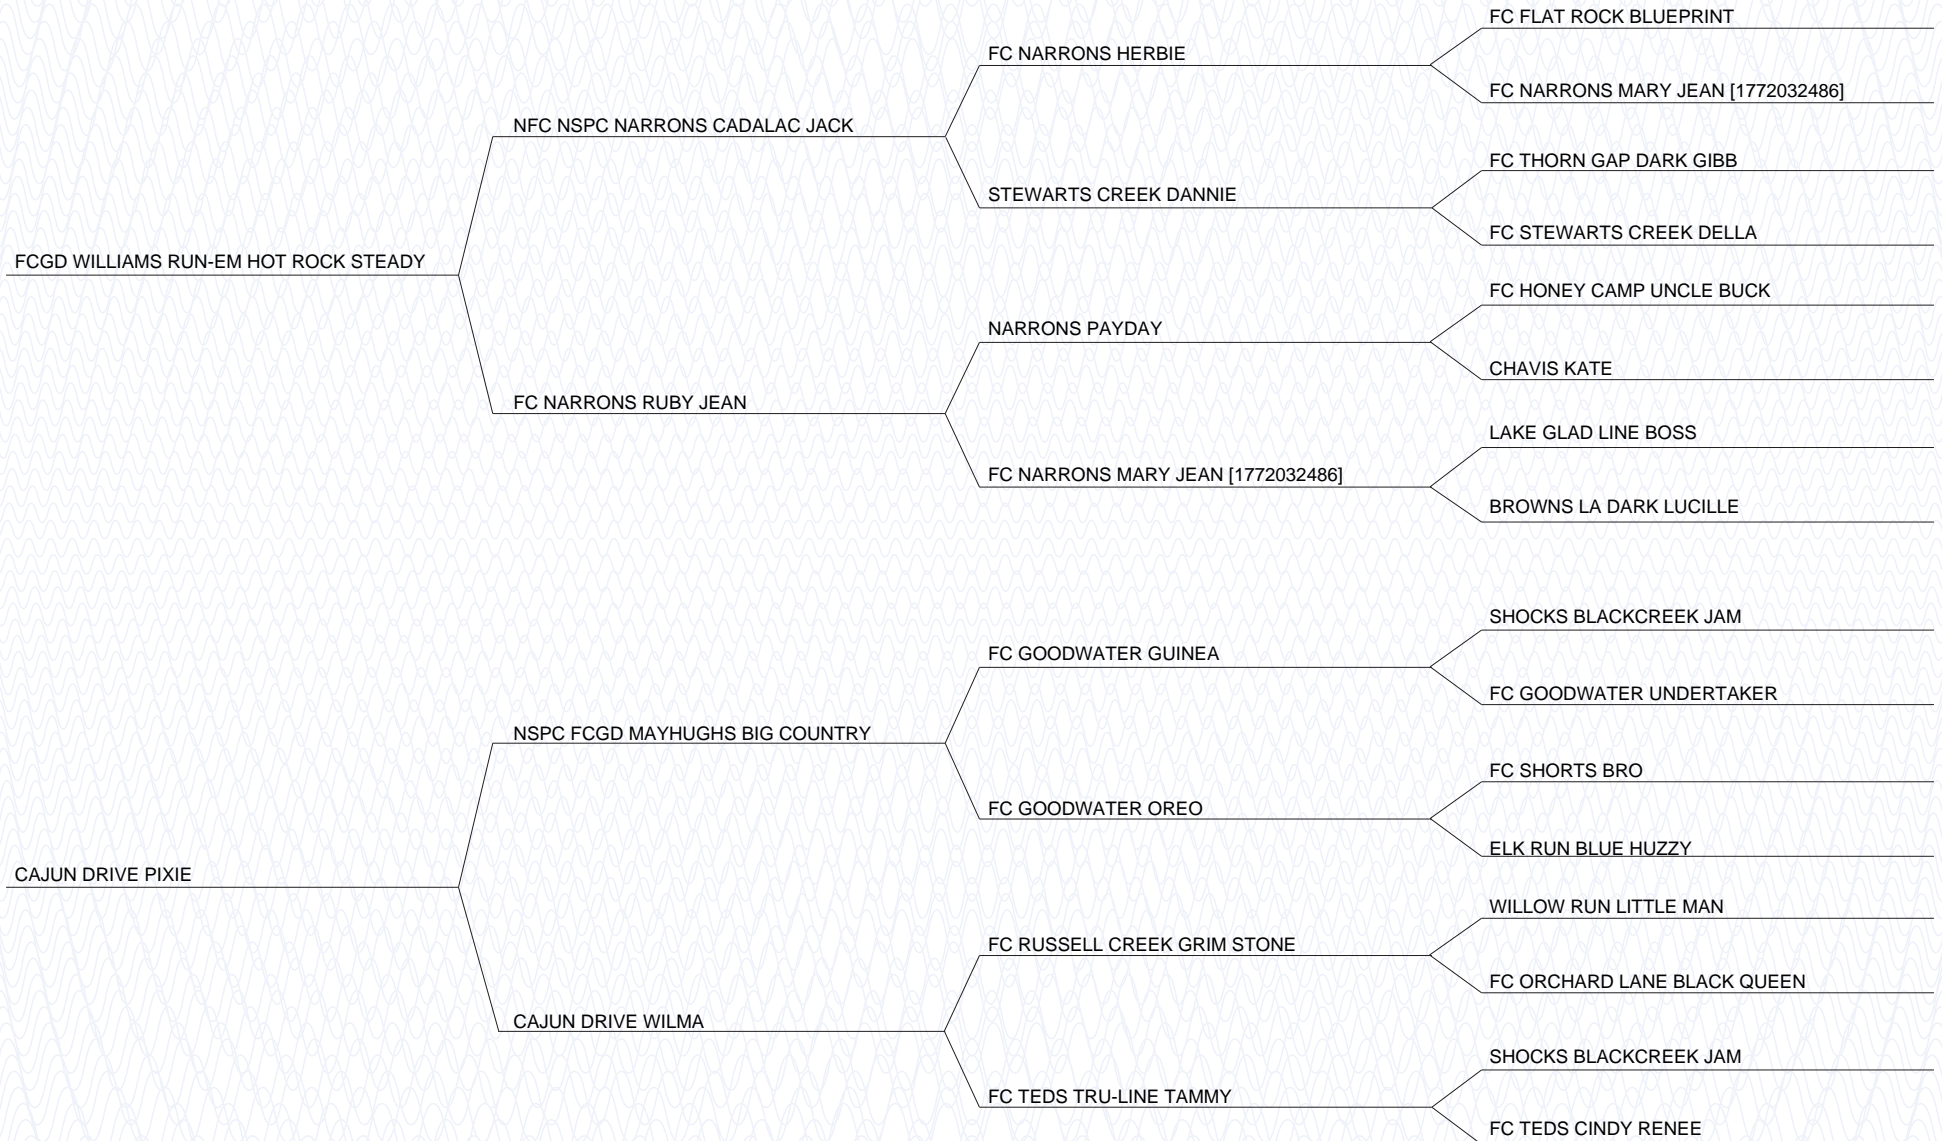 FC FLAT ROCK BLUEPRINT
FC NARRONS HERBIE
FC NARRONS MARY JEAN [1772032486]
NFC NSPC NARRONS CADALAC JACK
FC THORN GAP DARK GIBB
STEWARTS CREEK DANNIE
FC STEWARTS CREEK DELLA
FCGD WILLIAMS RUN-EM HOT ROCK STEADY
FC HONEY CAMP UNCLE BUCK
NARRONS PAYDAY
CHAVIS KATE
FC NARRONS RUBY JEAN
LAKE GLAD LINE BOSS
FC NARRONS MARY JEAN [1772032486]
BROWNS LA DARK LUCILLE
SHOCKS BLACKCREEK JAM
FC GOODWATER GUINEA
FC GOODWATER UNDERTAKER
NSPC FCGD MAYHUGHS BIG COUNTRY
FC SHORTS BRO
FC GOODWATER OREO
ELK RUN BLUE HUZZY
CAJUN DRIVE PIXIE
WILLOW RUN LITTLE MAN
FC RUSSELL CREEK GRIM STONE
FC ORCHARD LANE BLACK QUEEN
CAJUN DRIVE WILMA
SHOCKS BLACKCREEK JAM
FC TEDS TRU-LINE TAMMY
FC TEDS CINDY RENEE